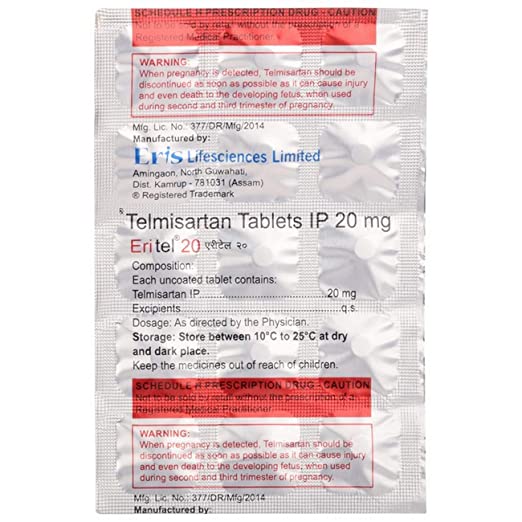 SCHEDULE H PRESCRIPTION DRUG - CAUTION
Not to be sold by retail without the prescription of a
Registered Medical Practitioner
WARNING:
When pregnancy is detected, Telmisartan should be
discontinued as soon as possible as it can cause injury
and even death to the developing fetus, when used
during second and third trimester of pregnancy.
Mfg. Lic. No.: 377/DR/Mfg/2014
Manufactured by:
Eris Lifesciences Limited
Amingaon, North Guwahati,
Dist. Kamrup - 781031 (Assam)
® Registered Trademark
℞ Telmisartan Tablets IP 20 mg
Eritel® 20 एरीटेल २०
Composition:
Each uncoated tablet contains:
Telmisartan IP..............................20 mg
Excipients.......................................q.s.
Dosage: As directed by the Physician.
Storage: Store between 10°C to 25°C at dry
and dark place.
Keep the medicines out of reach of children.
SCHEDULE H PRESCRIPTION DRUG - CAUTION
Not to be sold by retail without the prescription of a
Registered Medical Practitioner
WARNING:
When pregnancy is detected, Telmisartan should be
discontinued as soon as possible as it can cause injury
and even death to the developing fetus, when used
during second and third trimester of pregnancy.
Mfg. Lic. No.: 377/DR/Mfg/2014